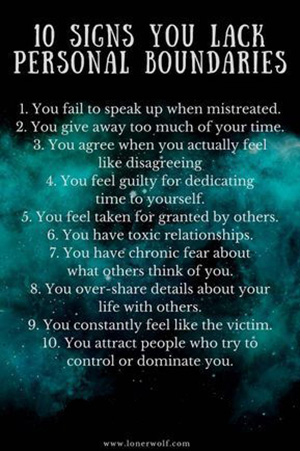 10 SIGNS YOU LACK
PERSONAL BOUNDARIES
1. You fail to speak up when mistreated.
2. You give away too much of your time.
3. You agree when you actually feel
like disagreeing
4. You feel guilty for dedicating
time to yourself.
5. You feel taken for granted by others.
6. You have toxic relationships.
7. You have chronic fear about
what others think of you.
8. You over-share details about your
life with others.
9. You constantly feel like the victim.
10. You attract people who try to
control or dominate you.
www.lonerwolf.com